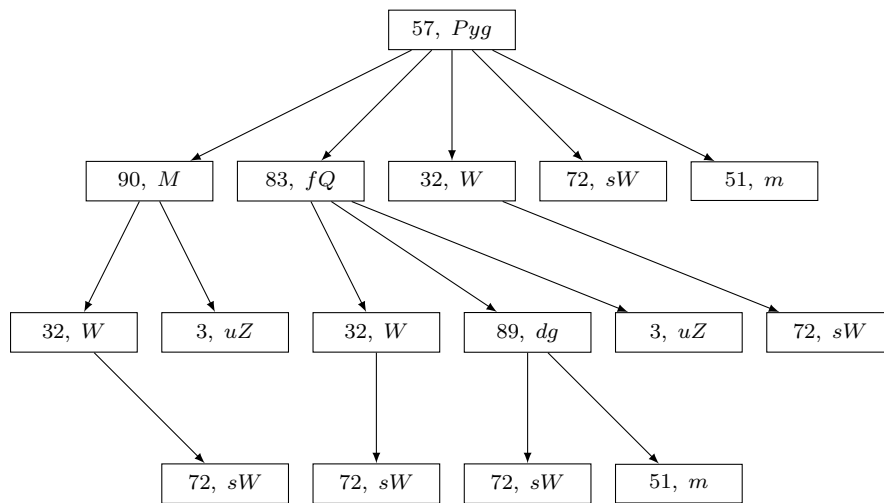 57, Pyg
90, M
83, fQ
32, W
72, sW
51, m
32, W
3, uZ
32, W
89, dg
3, uZ
72, sW
72, sW
72, sW
72, sW
51, m